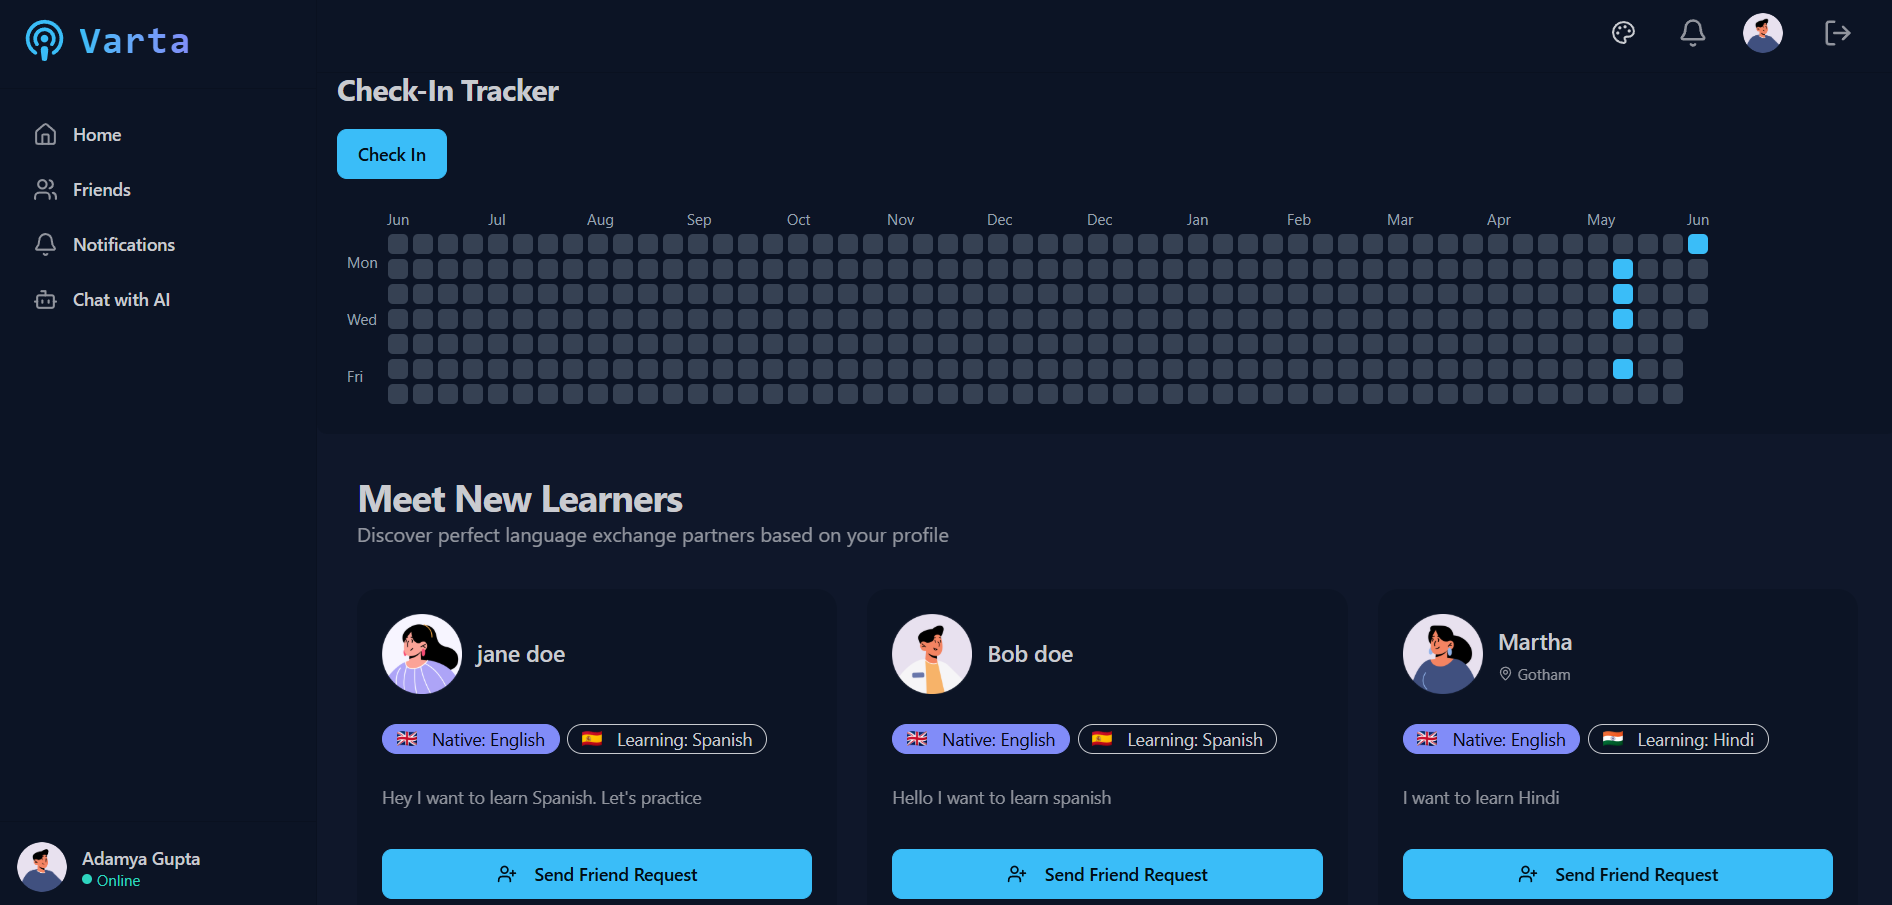 Varta
Home
Friends
Notifications
Chat with AI
Adamya Gupta
Online
Check-In Tracker
Check In
Jun Jul Aug Sep Oct Nov Dec Dec Jan Feb Mar Apr May Jun
Mon
Wed
Fri
Meet New Learners
Discover perfect language exchange partners based on your profile
jane doe
Native: English Learning: Spanish
Hey I want to learn Spanish. Let's practice
Send Friend Request
Bob doe
Native: English Learning: Spanish
Hello I want to learn spanish
Send Friend Request
Martha
Gotham
Native: English Learning: Hindi
I want to learn Hindi
Send Friend Request